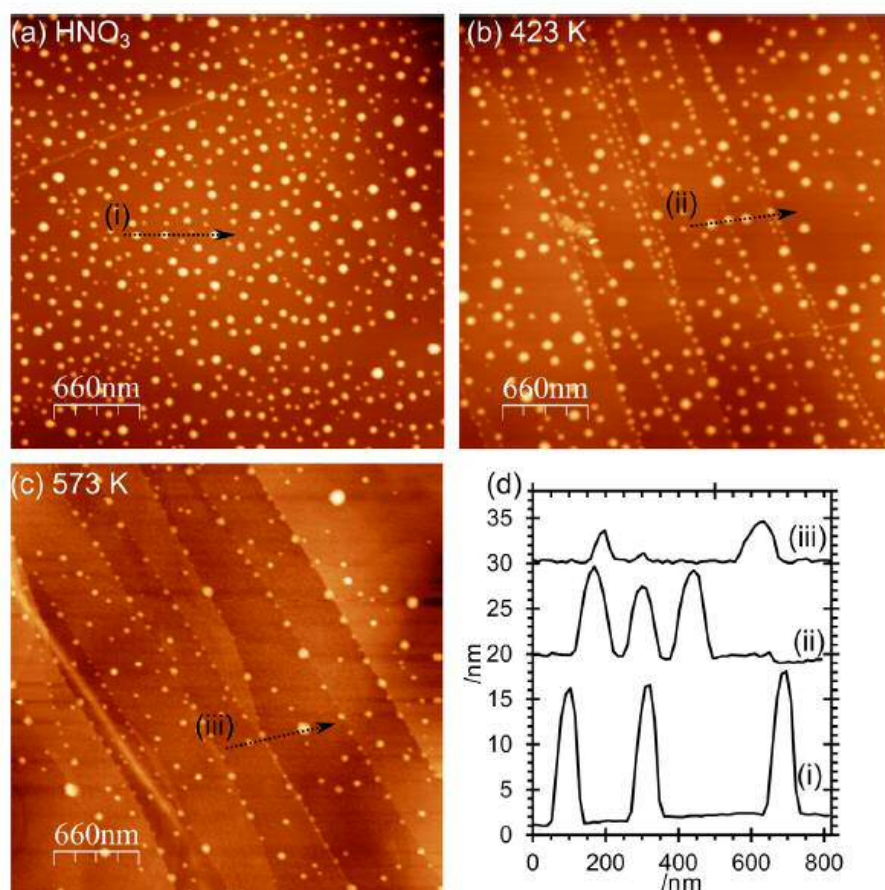 (a) HNO₃
(i)
660nm
(b) 423 K
(ii)
660nm
(c) 573 K
(iii)
660nm
(d)
35
30
25
20
15
10
5
0
/nm
(iii)
(ii)
(i)
0 200 400 600 800
/nm